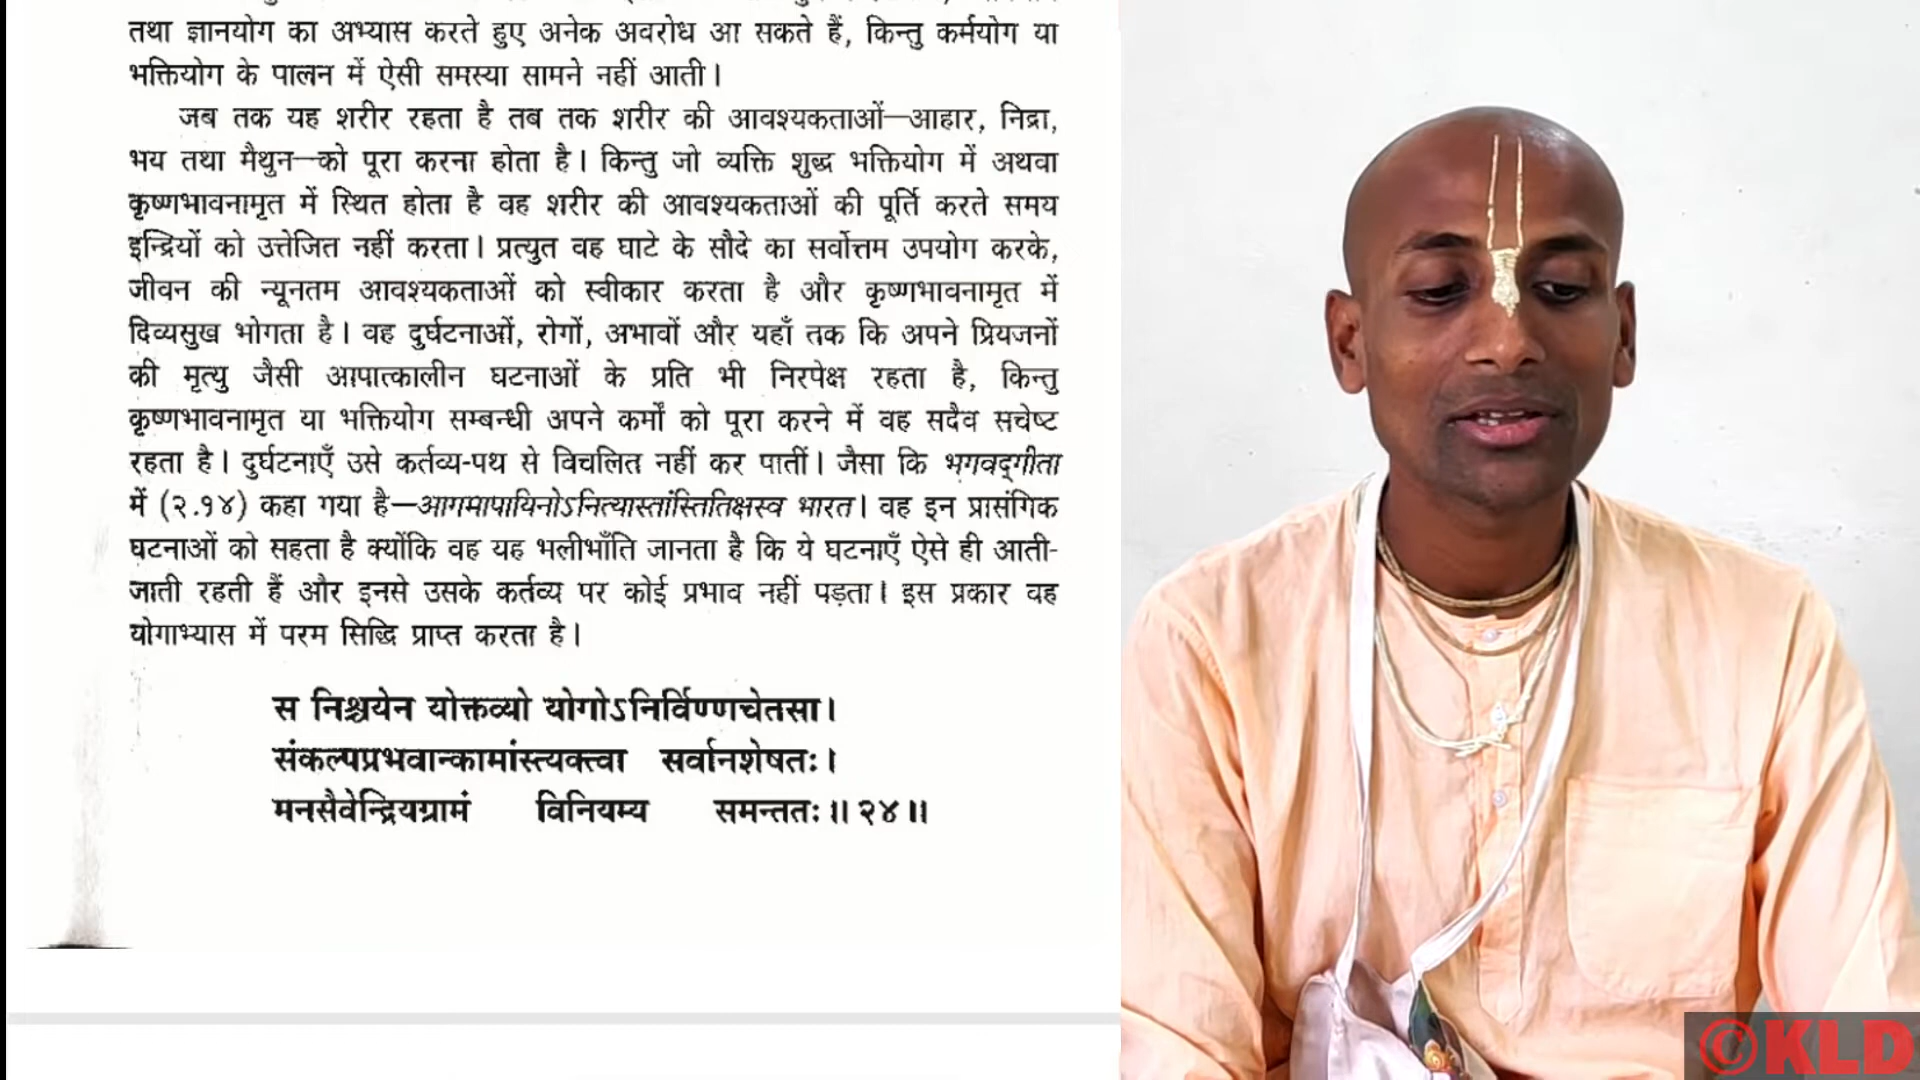 तथा ज्ञानयोग का अभ्यास करते हुए अनेक अवरोध आ सकते हैं, किन्तु कर्मयोग या
भक्तियोग के पालन में ऐसी समस्या सामने नहीं आती।
जब तक यह शरीर रहता है तब तक शरीर की आवश्यकताओं—आहार, निद्रा,
भय तथा मैथुन—को पूरा करना होता है। किन्तु जो व्यक्ति शुद्ध भक्तियोग में अथवा
कृष्णभावनामृत में स्थित होता है वह शरीर की आवश्यकताओं की पूर्ति करते समय
इन्द्रियों को उत्तेजित नहीं करता। प्रत्युत वह घाटे के सौदे का सर्वोत्तम उपयोग करके,
जीवन की न्यूनतम आवश्यकताओं को स्वीकार करता है और कृष्णभावनामृत में
दिव्यसुख भोगता है। वह दुर्घटनाओं, रोगों, अभावों और यहाँ तक कि अपने प्रियजनों
की मृत्यु जैसी आपात्कालीन घटनाओं के प्रति भी निरपेक्ष रहता है, किन्तु
कृष्णभावनामृत या भक्तियोग सम्बन्धी अपने कर्मों को पूरा करने में वह सदैव सचेष्ट
रहता है। दुर्घटनाएँ उसे कर्तव्य-पथ से विचलित नहीं कर पातीं। जैसा कि भगवद्गीता
में (२.१४) कहा गया है—आगमापायिनोऽनित्यास्तांस्तितिक्षस्व भारत। वह इन प्रासंगिक
घटनाओं को सहता है क्योंकि वह यह भलीभाँति जानता है कि ये घटनाएँ ऐसे ही आती-
जाती रहती हैं और इनसे उसके कर्तव्य पर कोई प्रभाव नहीं पड़ता। इस प्रकार वह
योगाभ्यास में परम सिद्धि प्राप्त करता है।
स निश्चयेन योक्तव्यो योगोऽनिर्विण्णचेतसा।
संकल्पप्रभवान्कामांस्त्यक्त्वा सर्वानशेषतः।
मनसैवेन्द्रियग्रामं विनियम्य समन्ततः॥२४॥
©KLD